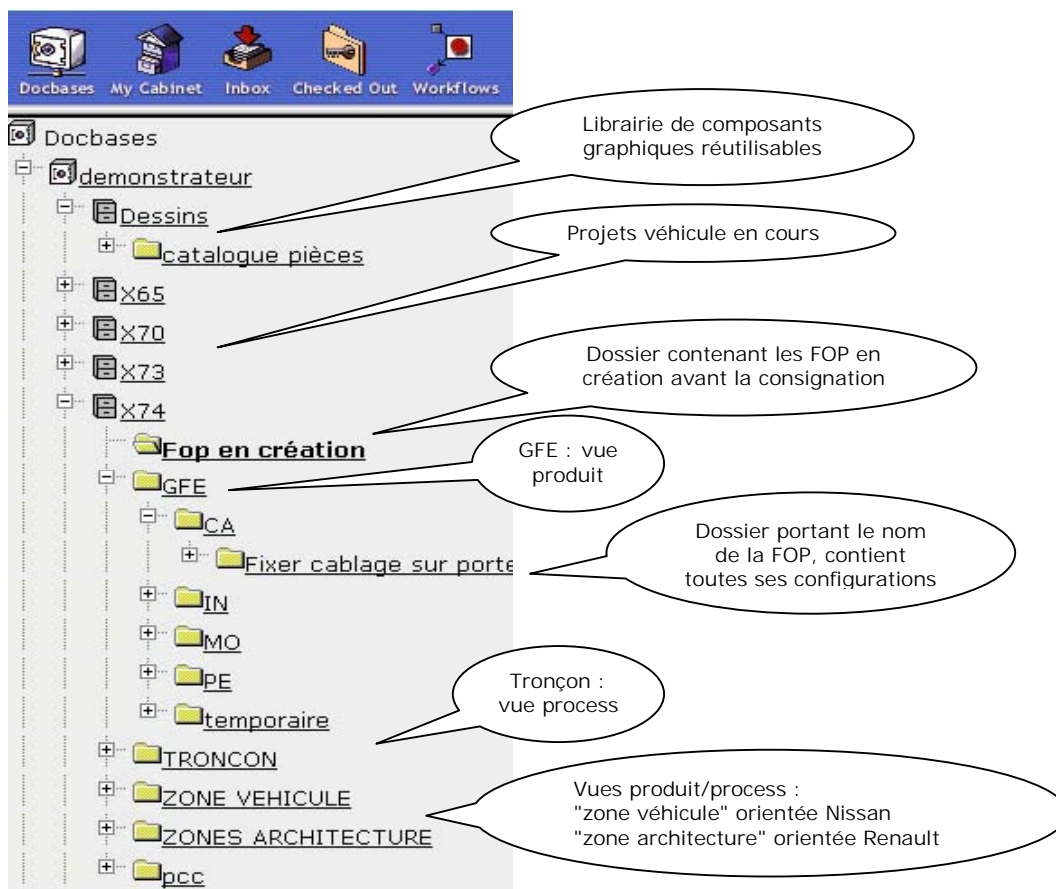 Docbases My Cabinet Inbox Checked Out Workflows
Docbases
demonstrateur
Dessins
catalogue pièces
X65
X70
X73
X74
Fop en création
GFE
CA
Fixer cablage sur porte
IN
MO
PE
temporaire
TRONCON
ZONE VEHICULE
ZONES ARCHITECTURE
pcc
Librairie de composants
graphiques réutilisables
Projets véhicule en cours
Dossier contenant les FOP en
création avant la consignation
GFE : vue
produit
Dossier portant le nom
de la FOP, contient
toutes ses configurations
Tronçon :
vue process
Vues produit/process :
"zone véhicule" orientée Nissan
"zone architecture" orientée Renault